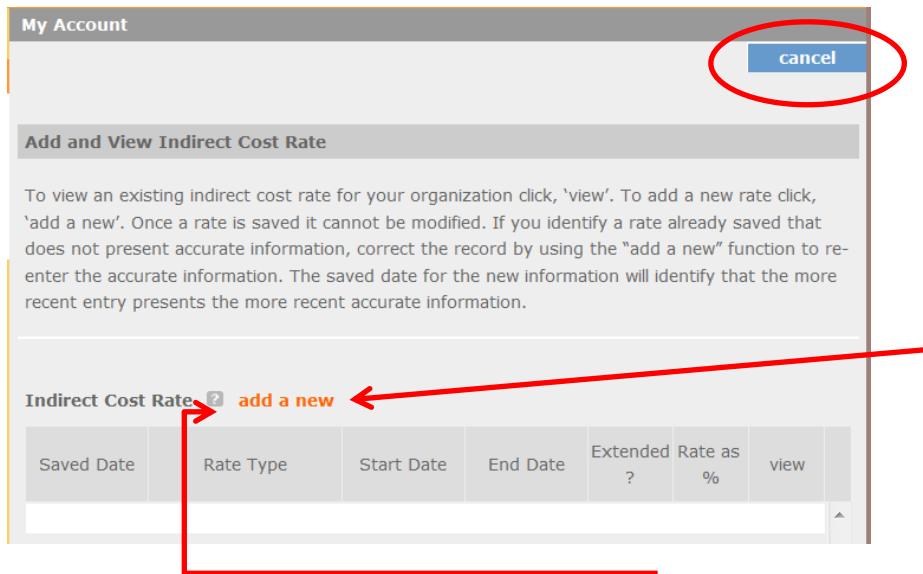 My Account
cancel
Add and View Indirect Cost Rate
To view an existing indirect cost rate for your organization click, ‘view’. To add a new rate click,
‘add a new’. Once a rate is saved it cannot be modified. If you identify a rate already saved that
does not present accurate information, correct the record by using the “add a new” function to re-
enter the accurate information. The saved date for the new information will identify that the more
recent entry presents the more recent accurate information.
Indirect Cost Rate ? add a new
Saved Date Rate Type Start Date End Date Extended ? Rate as % view